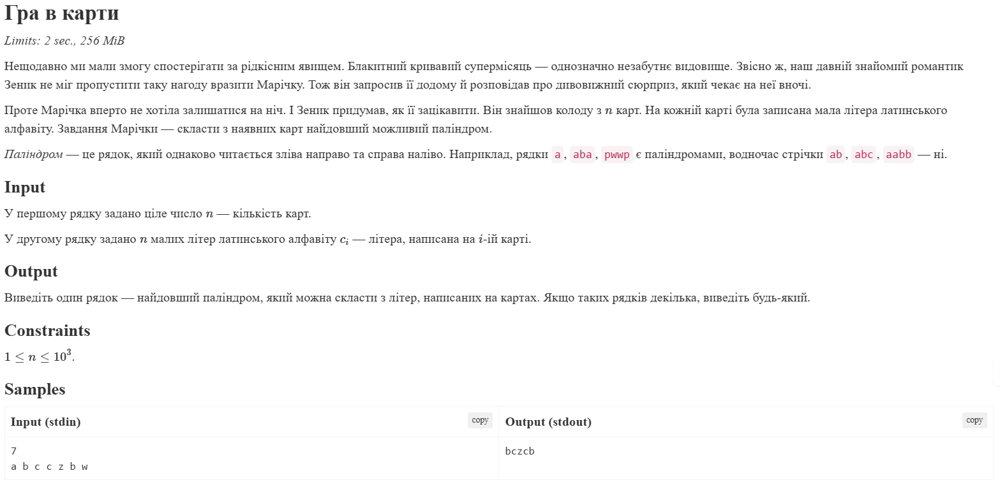 Гра в карти
Limits: 2 sec., 256 MiB
Нещодавно ми мали змогу спостерігати за рідкісним явищем. Блакитний кривавий супермісяць — однозначно незабутнє видовище. Звісно ж, наш давній знайомий романтик
Зеник не міг пропустити таку нагоду вразити Марічку. Тож він запросив її додому й розповідав про дивовижний сюрприз, який чекає на неї вночі.
Проте Марічка вперто не хотіла залишатися на ніч. І Зеник придумав, як її зацікавити. Він знайшов колоду з n карт. На кожній карті була записана мала літера латинського
алфавіту. Завдання Марічки — скласти з наявних карт найдовший можливий паліндром.
Паліндром — це рядок, який однаково читається зліва направо та справа наліво. Наприклад, рядки a, aba, pwwp є паліндромами, водночас стрічки ab, abc, aabb — ні.
Input
У першому рядку задано ціле число n — кількість карт.
У другому рядку задано n малих літер латинського алфавіту c_i — літера, написана на i-ій карті.
Output
Виведіть один рядок — найдовший паліндром, який можна скласти з літер, написаних на картах. Якщо таких рядків декілька, виведіть будь-який.
Constraints
1 ≤ n ≤ 10³.
Samples
Input (stdin) copy Output (stdout) copy
7 bczcb
a b c c z b w